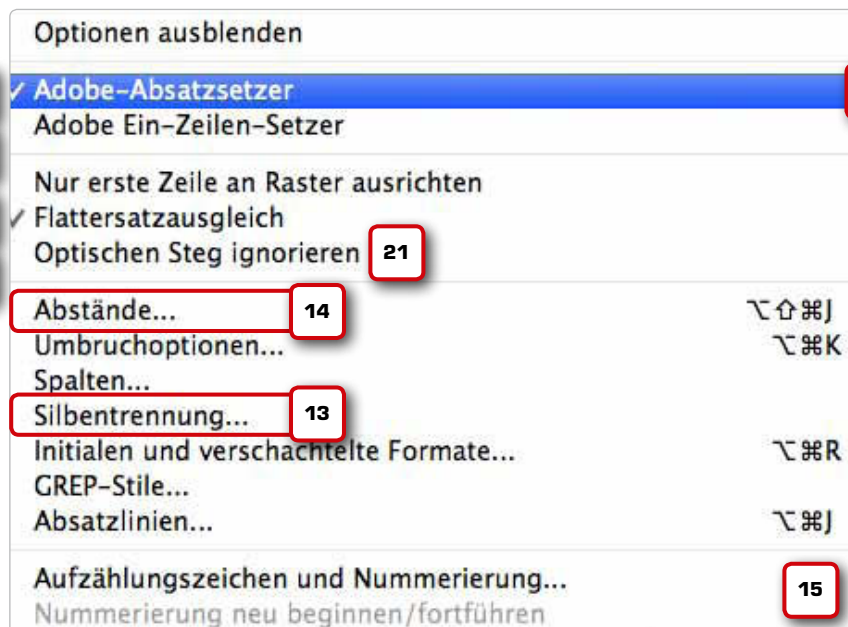 Optionen ausblenden
✓ Adobe-Absatzsetzer
Adobe Ein-Zeilen-Setzer
Nur erste Zeile an Raster ausrichten
✓ Flattersatzausgleich
Optischen Steg ignorieren 21
Abstände... 14 ⌥⇧⌘J
Umbruchoptionen... ⌥⌘K
Spalten...
Silbentrennung... 13
Initialen und verschachtelte Formate... ⌥⌘R
GREP-Stile...
Absatzlinien... ⌥⌘J
Aufzählungszeichen und Nummerierung... 15
Nummerierung neu beginnen/fortführen